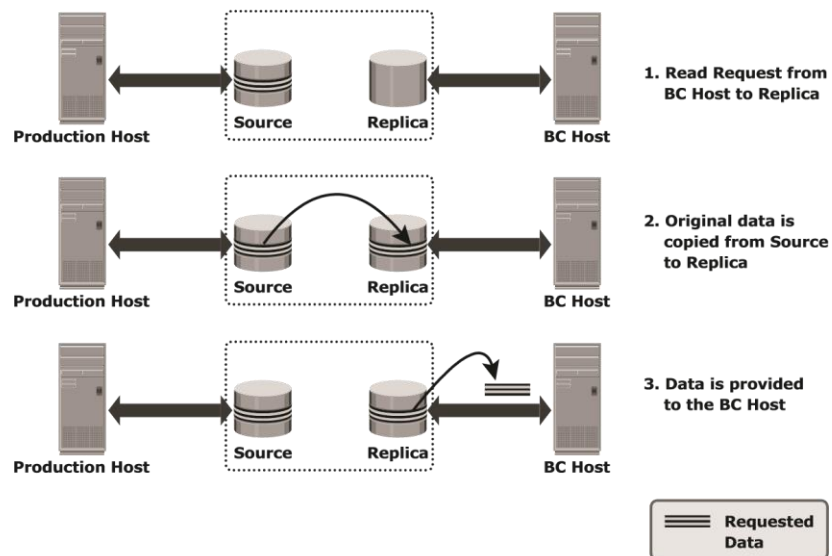 Production Host
Source
Replica
BC Host
1. Read Request from
BC Host to Replica
Production Host
Source
Replica
BC Host
2. Original data is
copied from Source
to Replica
Production Host
Source
Replica
BC Host
3. Data is provided
to the BC Host
Requested
Data